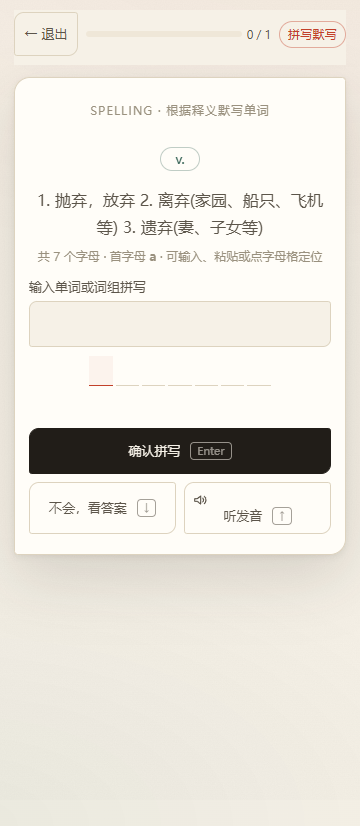 ← 退出
0 / 1
拼写默写
SPELLING · 根据释义默写单词
v.
1. 抛弃，放弃 2. 离弃(家园、船只、飞机
等) 3. 遗弃(妻、子女等)
共 7 个字母 · 首字母 a · 可输入、粘贴或点字母格定位
输入单词或词组拼写
确认拼写 Enter
不会，看答案 ↓
听发音 ↑